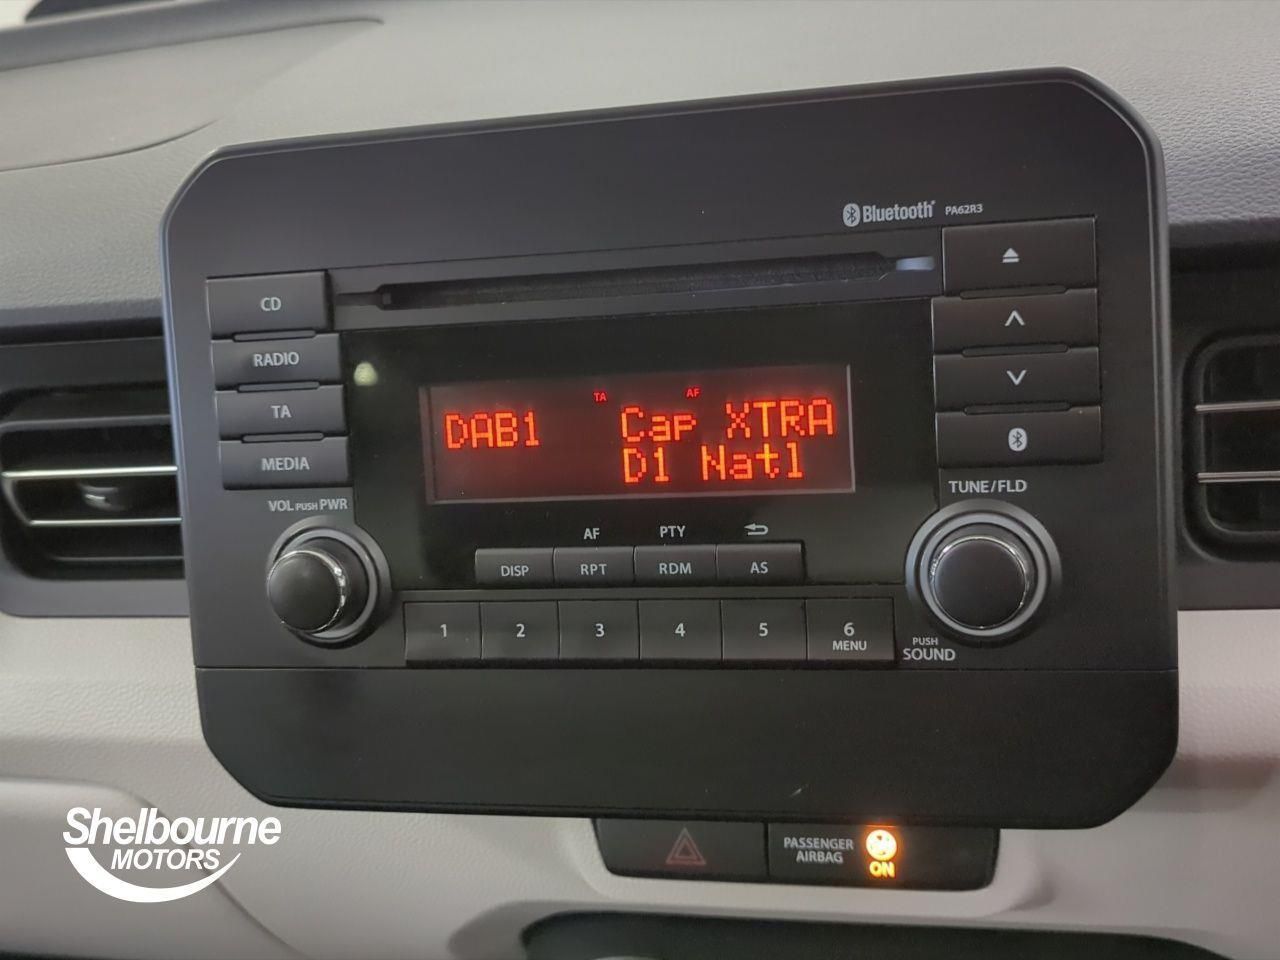 Bluetooth PA62R3
CD
RADIO
TA
MEDIA
VOL PUSH PWR
TA AF
DAB1 Cap XTRA
D1 Natl
TUNE/FLD
AF PTY
DISP RPT RDM AS
1 2 3 4 5 6
MENU
PUSH
SOUND
PASSENGER
AIRBAG
ON
Shelbourne
MOTORS